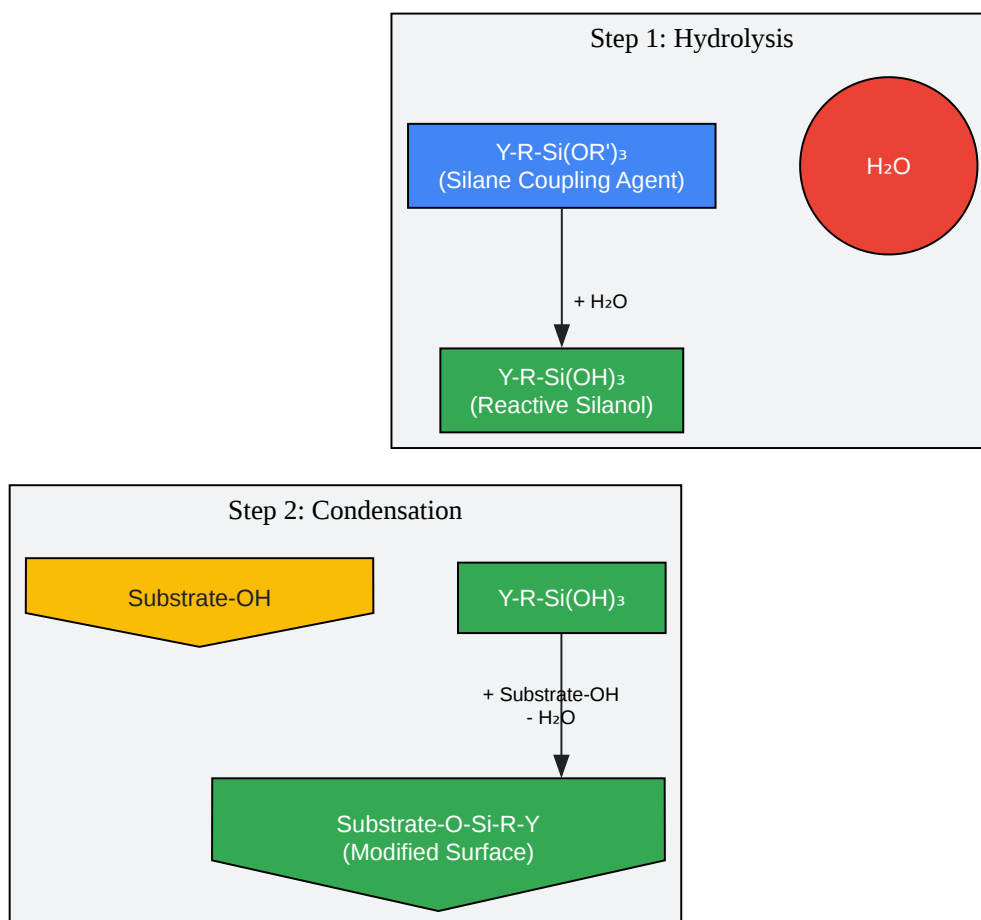 Step 1: Hydrolysis
Y-R-Si(OR')₃
(Silane Coupling Agent)
H₂O
+ H₂O
Y-R-Si(OH)₃
(Reactive Silanol)
Step 2: Condensation
Substrate-OH
Y-R-Si(OH)₃
+ Substrate-OH
- H₂O
Substrate-O-Si-R-Y
(Modified Surface)